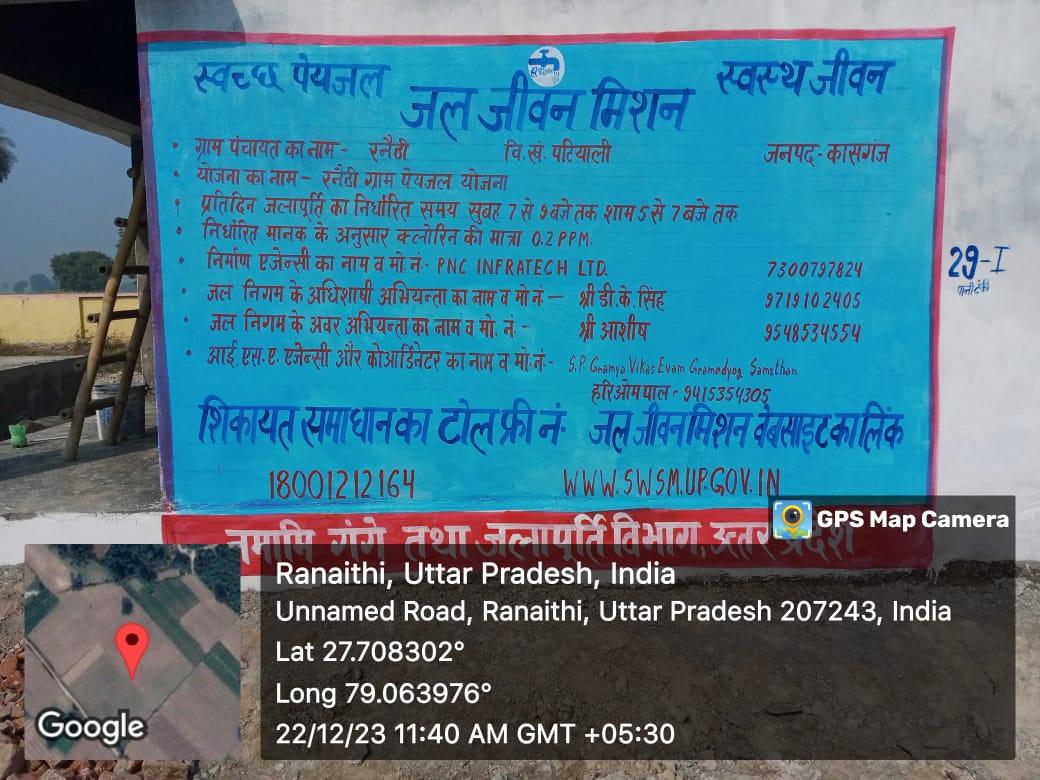 स्वच्छ पेयजल
हर घर जल
स्वस्थ जीवन
जल जीवन मिशन
• ग्राम पंचायत का नाम - रनैठी वि.खं. पटियाली जनपद - कासगंज
• योजना का नाम - रनैठी ग्राम पेयजल योजना
• प्रतिदिन जलापूर्ति का निर्धारित समय सुबह 7 से 9 बजे तक शाम 5 से 7 बजे तक
• निर्धारित मानक के अनुसार क्लोरिन की मात्रा 0.2 PPM.
• निर्माण एजेन्सी का नाम व मो.नं:- PNC INFRATECH LTD. 7300797824
• जल निगम के अधिशाषी अभियन्ता का नाम व मो नं - श्री डी.के. सिंह 9719102405
• जल निगम के अवर अभियन्ता का नाम व मो. नं. - श्री आशीष 9548534554
• आई.एस.ए. एजेन्सी और कोआर्डिनेटर का नाम व मो.नं:- S.P. Gramya Vikas Evam Gramodyog Samsthan
हरिओम पाल - 9415354305
शिकायत समाधान का टोल फ्री नं- जल जीवन मिशन वेबसाइट का लिंक
18001212164 WWW.SWSM.UP.GOV.IN
नमामि गंगे तथा जलापूर्ति विभाग, उत्तर प्रदेश
29-I
पानी टंकी
GPS Map Camera
Ranaithi, Uttar Pradesh, India
Unnamed Road, Ranaithi, Uttar Pradesh 207243, India
Lat 27.708302°
Long 79.063976°
22/12/23 11:40 AM GMT +05:30
Google